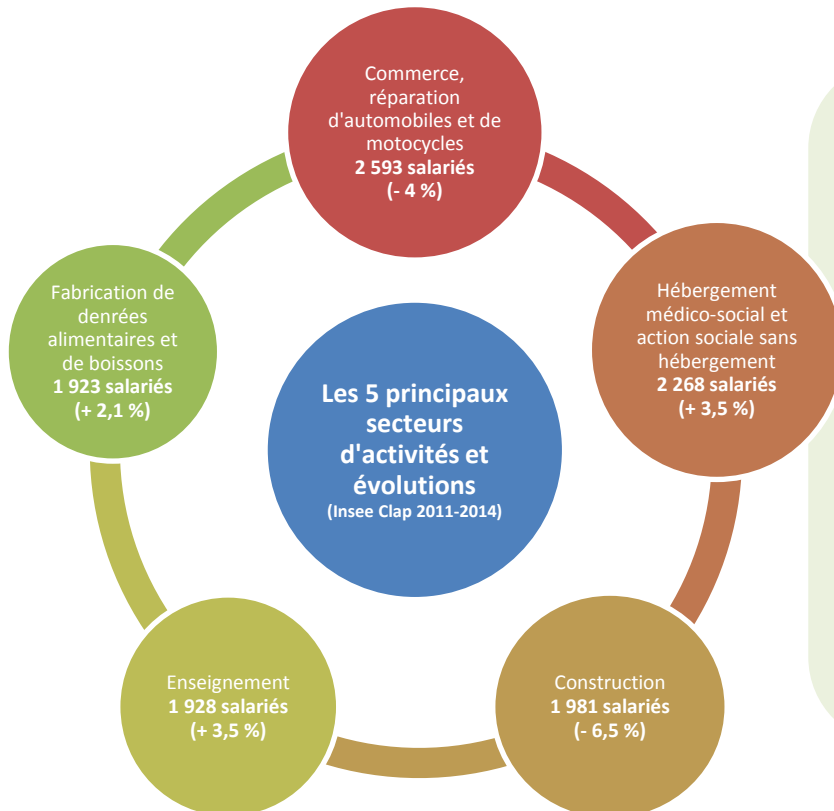 Commerce,
réparation
d'automobiles et de
motocycles
2 593 salariés
(- 4 %)
Hébergement
médico-social et
action sociale sans
hébergement
2 268 salariés
(+ 3,5 %)
Construction
1 981 salariés
(- 6,5 %)
Enseignement
1 928 salariés
(+ 3,5 %)
Fabrication de
denrées
alimentaires et
de boissons
1 923 salariés
(+ 2,1 %)
Les 5 principaux
secteurs
d'activités et
évolutions
(Insee Clap 2011-2014)